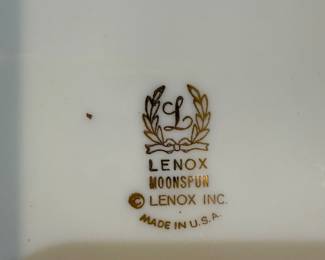 L
LENOX
MOONSPUN
© LENOX INC.
MADE IN U.S.A.